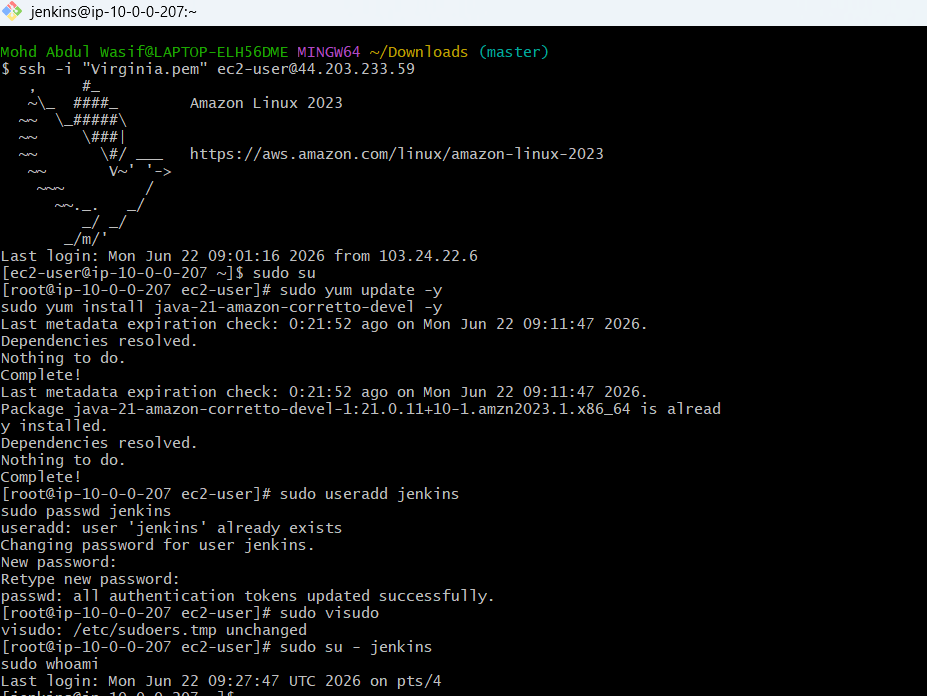 jenkins@ip-10-0-0-207:~
Mohd Abdul Wasif@LAPTOP-ELH56DME MINGW64 ~/Downloads (master)
$ ssh -i "Virginia.pem" ec2-user@44.203.233.59
   ,     #_
   ~\_  ####_        Amazon Linux 2023
  ~~  \_#####\
  ~~     \###|
  ~~       \#/ ___   https://aws.amazon.com/linux/amazon-linux-2023
   ~~       V~' '->
    ~~~         /
      ~~._.   _/
         _/ _/
       _/m/'
Last login: Mon Jun 22 09:01:16 2026 from 103.24.22.6
[ec2-user@ip-10-0-0-207 ~]$ sudo su
[root@ip-10-0-0-207 ec2-user]# sudo yum update -y
sudo yum install java-21-amazon-corretto-devel -y
Last metadata expiration check: 0:21:52 ago on Mon Jun 22 09:11:47 2026.
Dependencies resolved.
Nothing to do.
Complete!
Last metadata expiration check: 0:21:52 ago on Mon Jun 22 09:11:47 2026.
Package java-21-amazon-corretto-devel-1:21.0.11+10-1.amzn2023.1.x86_64 is alread
y installed.
Dependencies resolved.
Nothing to do.
Complete!
[root@ip-10-0-0-207 ec2-user]# sudo useradd jenkins
sudo passwd jenkins
useradd: user 'jenkins' already exists
Changing password for user jenkins.
New password:
Retype new password:
passwd: all authentication tokens updated successfully.
[root@ip-10-0-0-207 ec2-user]# sudo visudo
visudo: /etc/sudoers.tmp unchanged
[root@ip-10-0-0-207 ec2-user]# sudo su - jenkins
sudo whoami
Last login: Mon Jun 22 09:27:47 UTC 2026 on pts/4
[jenkins@ip-10-0-0-207 ~]$